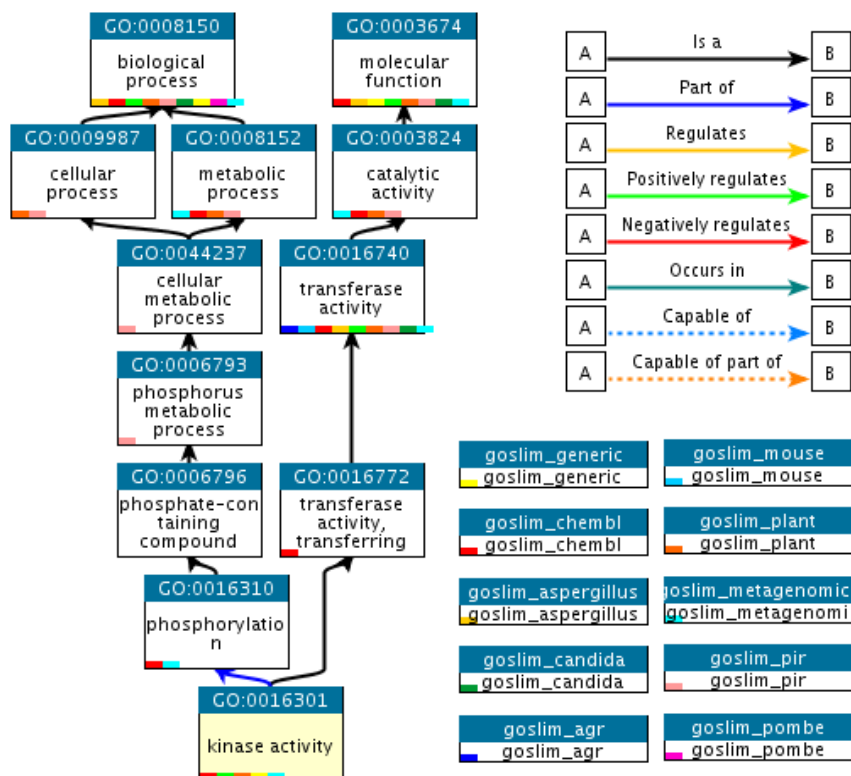 GO:0008150
biological
process
GO:0003674
molecular
function
GO:0009987
cellular
process
GO:0008152
metabolic
process
GO:0003824
catalytic
activity
GO:0044237
cellular
metabolic
process
GO:0016740
transferase
activity
GO:0006793
phosphorus
metabolic
process
GO:0006796
phosphate-con
taining
compound
GO:0016772
transferase
activity,
transferring
GO:0016310
phosphorylatio
n
GO:0016301
kinase activity
A Is a B
A Part of B
A Regulates B
A Positively regulates B
A Negatively regulates B
A Occurs in B
A Capable of B
A Capable of part of B
goslim_generic
goslim_generic
goslim_mouse
goslim_mouse
goslim_chembl
goslim_chembl
goslim_plant
goslim_plant
goslim_aspergillus
goslim_aspergillus
goslim_metagenomic
goslim_metagenomi
goslim_candida
goslim_candida
goslim_pir
goslim_pir
goslim_agr
goslim_agr
goslim_pombe
goslim_pombe